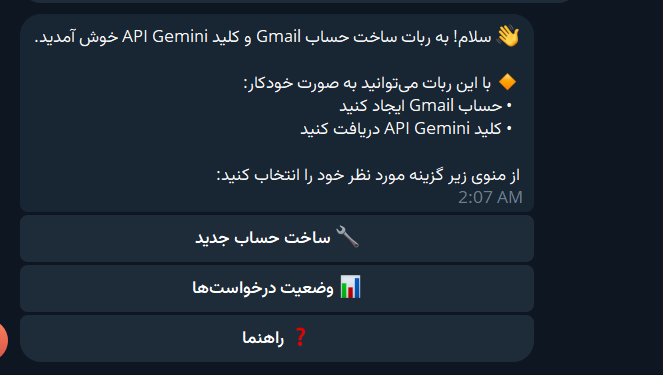 👋 سلام! به ربات ساخت حساب Gmail و کلید API Gemini خوش آمدید.
🔶 با این ربات می‌توانید به صورت خودکار:
• حساب Gmail ایجاد کنید
• کلید API Gemini دریافت کنید
از منوی زیر گزینه مورد نظر خود را انتخاب کنید:
2:07 AM
🔧 ساخت حساب جدید
📊 وضعیت درخواست‌ها
❓ راهنما